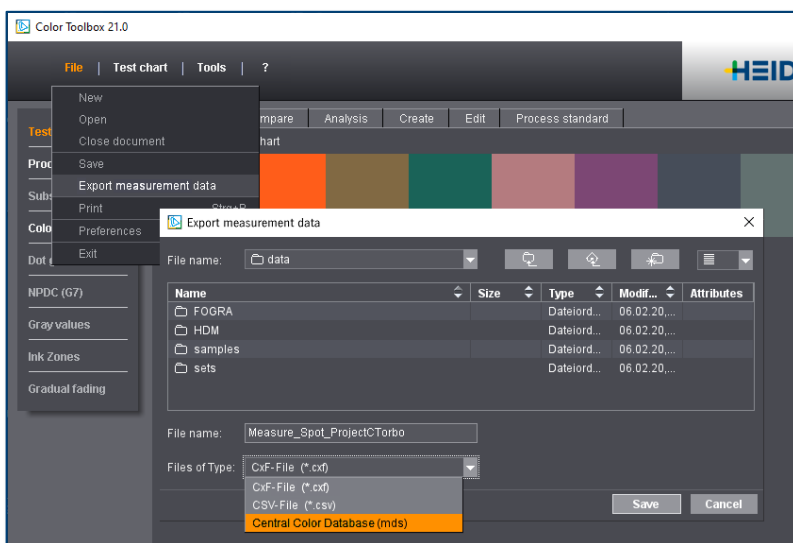 Color Toolbox 21.0
File | Test chart | Tools | ?
HEID
New
Open
Close document
Save
Export measurement data
Print Strg+P
Preferences
Exit
mpare Analysis Create Edit Process standard
hart
Test
Proc
Subs
Colo
Dot g
NPDC (G7)
Gray values
Ink Zones
Gradual fading
Export measurement data
File name: data
Name Size Type Modif... Attributes
FOGRA Dateiord... 06.02.20,...
HDM Dateiord... 06.02.20,...
samples Dateiord... 06.02.20,...
sets Dateiord... 06.02.20,...
File name: Measure_Spot_ProjectCTorbo
Files of Type: CxF-File (*.cxf)
CxF-File (*.cxf)
CSV-File (*.csv)
Central Color Database (mds)
Save Cancel